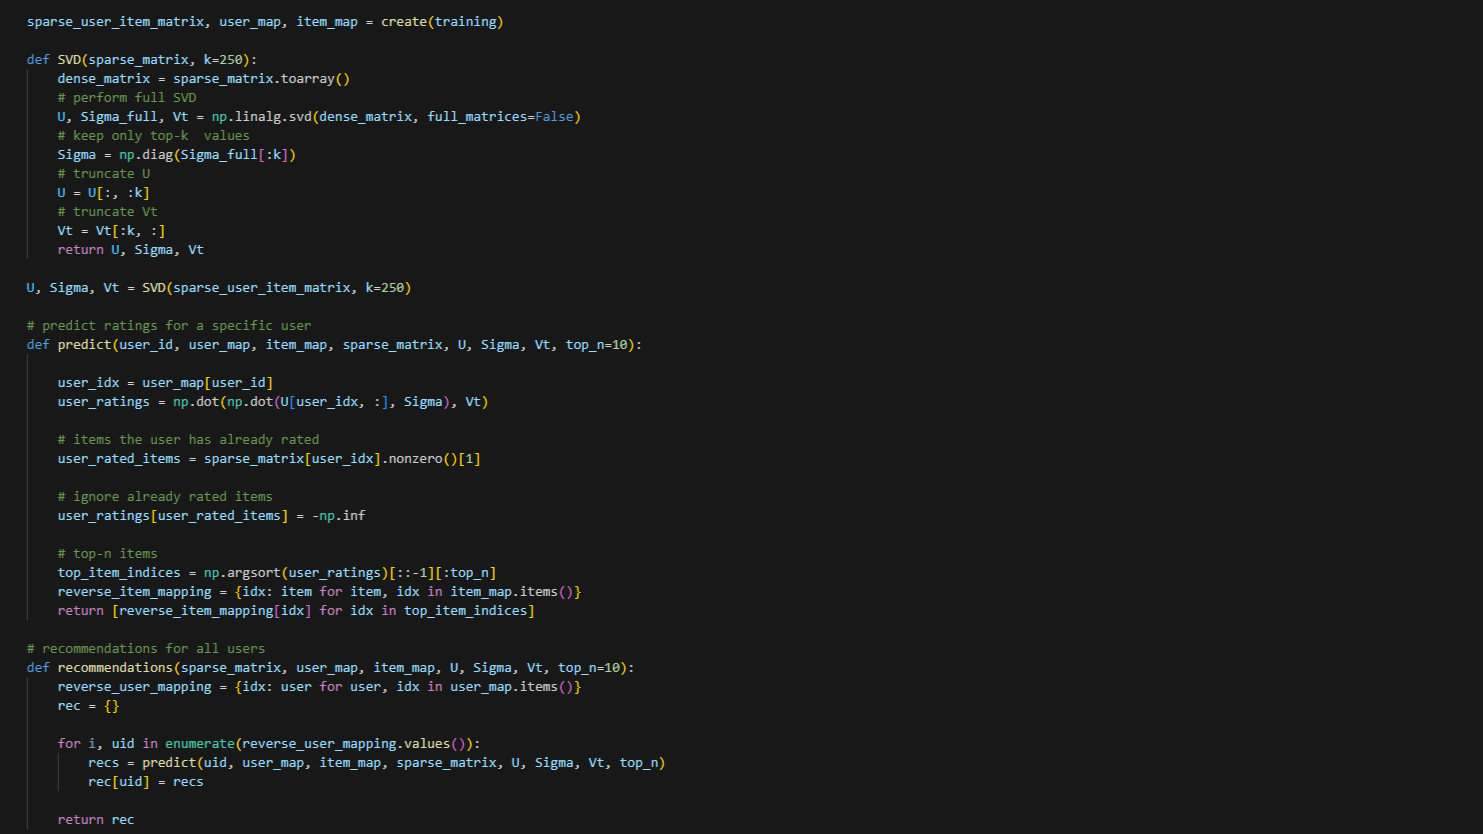 sparse_user_item_matrix, user_map, item_map = create(training)
def SVD(sparse_matrix, k=250):
    dense_matrix = sparse_matrix.toarray()
    # perform full SVD
    U, Sigma_full, Vt = np.linalg.svd(dense_matrix, full_matrices=False)
    # keep only top-k  values
    Sigma = np.diag(Sigma_full[:k])
    # truncate U
    U = U[:, :k]
    # truncate Vt
    Vt = Vt[:k, :]
    return U, Sigma, Vt
U, Sigma, Vt = SVD(sparse_user_item_matrix, k=250)
# predict ratings for a specific user
def predict(user_id, user_map, item_map, sparse_matrix, U, Sigma, Vt, top_n=10):
    user_idx = user_map[user_id]
    user_ratings = np.dot(np.dot(U[user_idx, :], Sigma), Vt)
    # items the user has already rated
    user_rated_items = sparse_matrix[user_idx].nonzero()[1]
    # ignore already rated items
    user_ratings[user_rated_items] = -np.inf
    # top-n items
    top_item_indices = np.argsort(user_ratings)[::-1][:top_n]
    reverse_item_mapping = {idx: item for item, idx in item_map.items()}
    return [reverse_item_mapping[idx] for idx in top_item_indices]
# recommendations for all users
def recommendations(sparse_matrix, user_map, item_map, U, Sigma, Vt, top_n=10):
    reverse_user_mapping = {idx: user for user, idx in user_map.items()}
    rec = {}
    for i, uid in enumerate(reverse_user_mapping.values()):
        recs = predict(uid, user_map, item_map, sparse_matrix, U, Sigma, Vt, top_n)
        rec[uid] = recs
    return rec